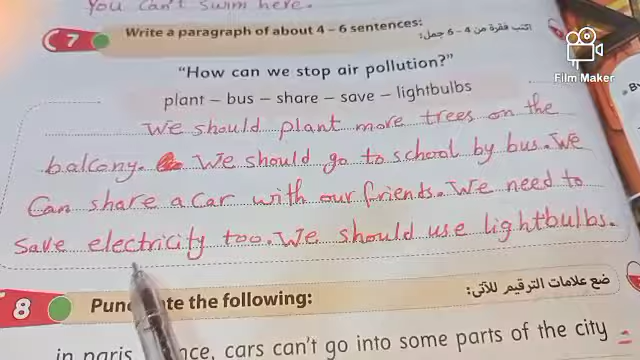 You can't swim here.
7 Write a paragraph of about 4 – 6 sentences: اكتب فقرة من 4 – 6 جمل:
"How can we stop air pollution?"
plant – bus – share – save – lightbulbs
We should plant more trees on the
balcony. We should go to school by bus. We
Can share a car with our friends. We need to
save electricity too. We should use lightbulbs.
8 Pun te the following: ضع علامات الترقيم للآتي:
in paris nce, cars can't go into some parts of the city
Film Maker